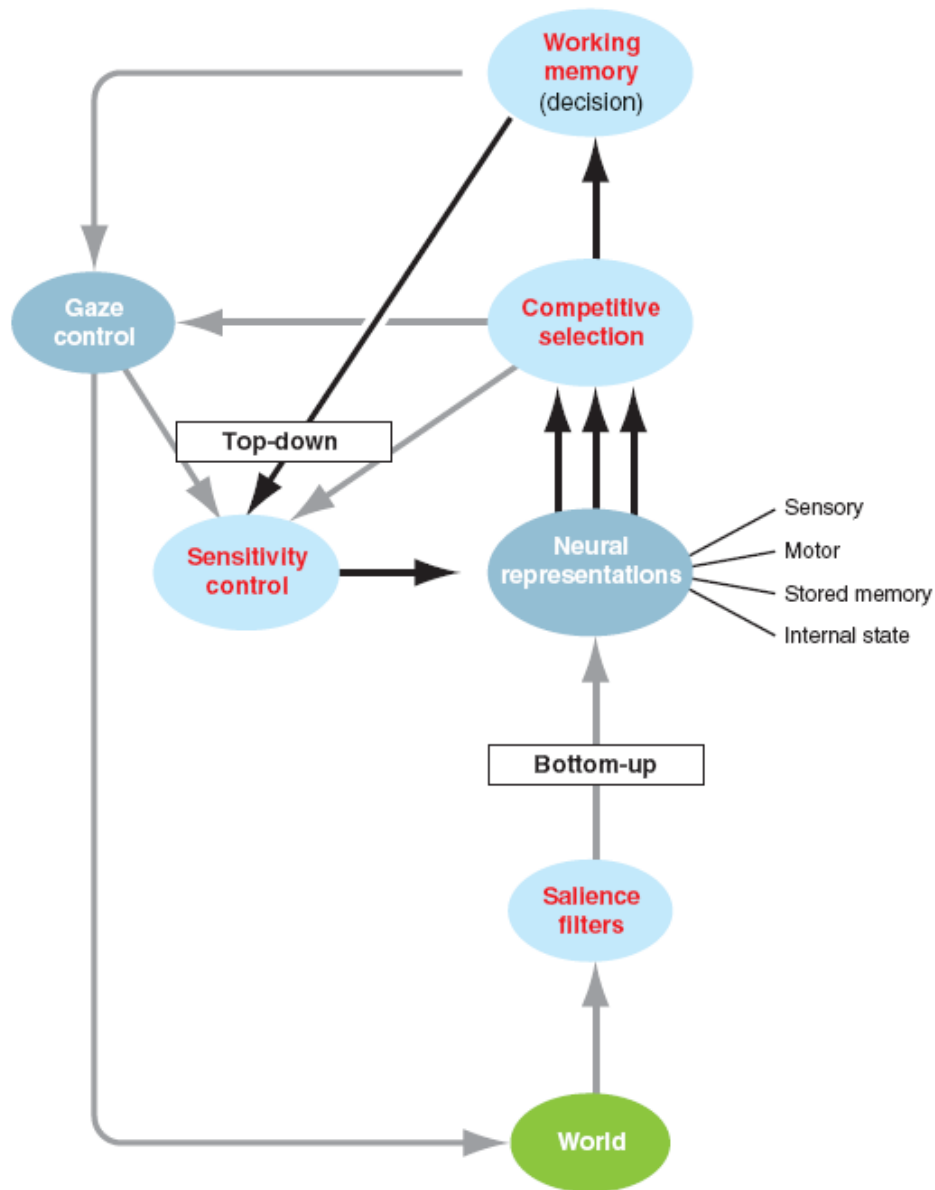 Working
memory
(decision)
Gaze
control
Competitive
selection
Top-down
Sensitivity
control
Neural
representations
Sensory
Motor
Stored memory
Internal state
Bottom-up
Salience
filters
World